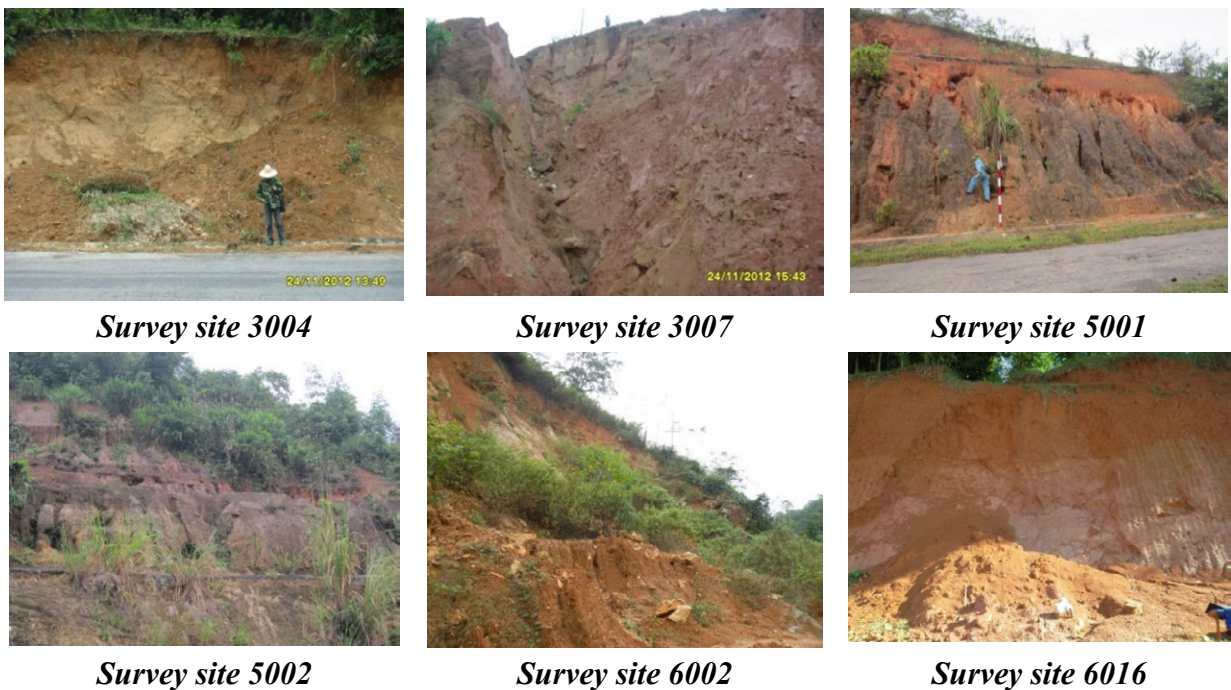 24/11/2012 13:49
24/11/2012 15:43
Survey site 3004
Survey site 3007
Survey site 5001
Survey site 5002
Survey site 6002
Survey site 6016